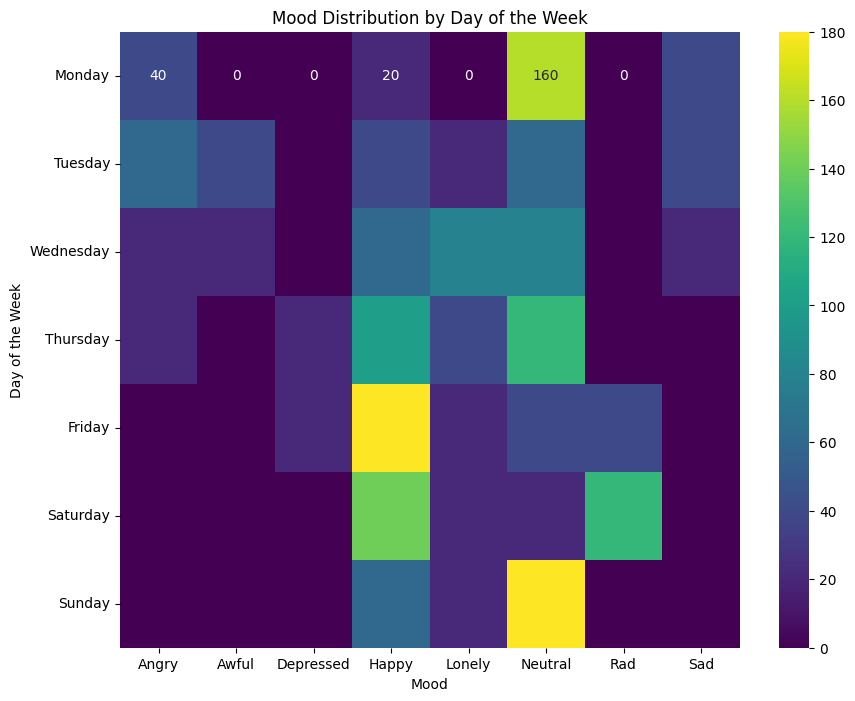 Mood Distribution by Day of the Week
Monday
40 0 0 20 0 160 0
Tuesday
Wednesday
Thursday
Friday
Saturday
Sunday
Day of the Week
Angry Awful Depressed Happy Lonely Neutral Rad Sad
Mood
180
160
140
120
100
80
60
40
20
0